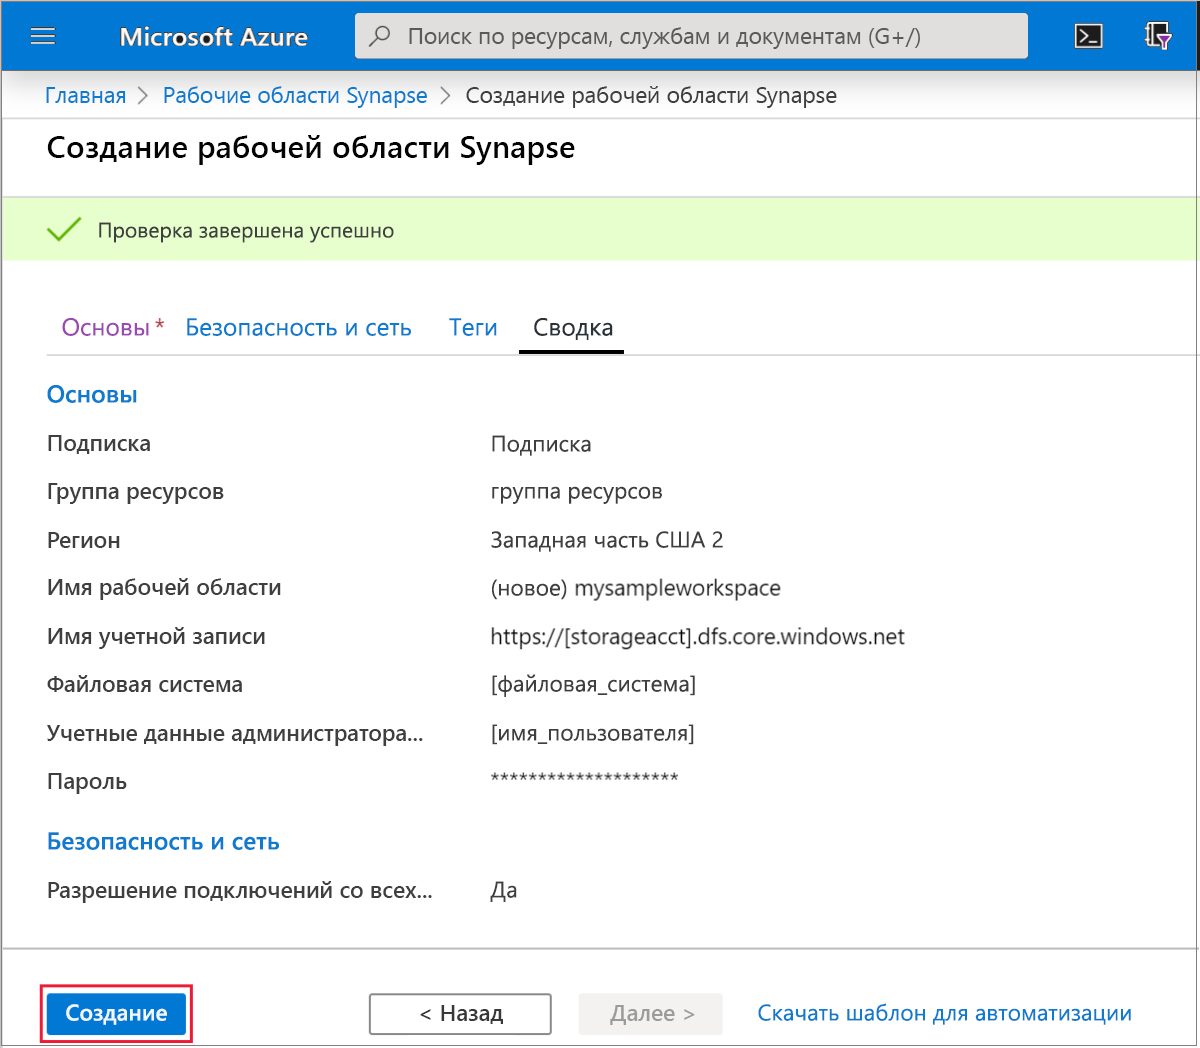 Microsoft Azure
Поиск по ресурсам, службам и документам (G+/)
Главная > Рабочие области Synapse > Создание рабочей области Synapse
Создание рабочей области Synapse
Проверка завершена успешно
Основы * Безопасность и сеть Теги Сводка
Основы
Подписка Подписка
Группа ресурсов группа ресурсов
Регион Западная часть США 2
Имя рабочей области (новое) mysampleworkspace
Имя учетной записи https://[storageacct].dfs.core.windows.net
Файловая система [файловая_система]
Учетные данные администратора... [имя_пользователя]
Пароль ********************
Безопасность и сеть
Разрешение подключений со всех... Да
Создание < Назад Далее > Скачать шаблон для автоматизации